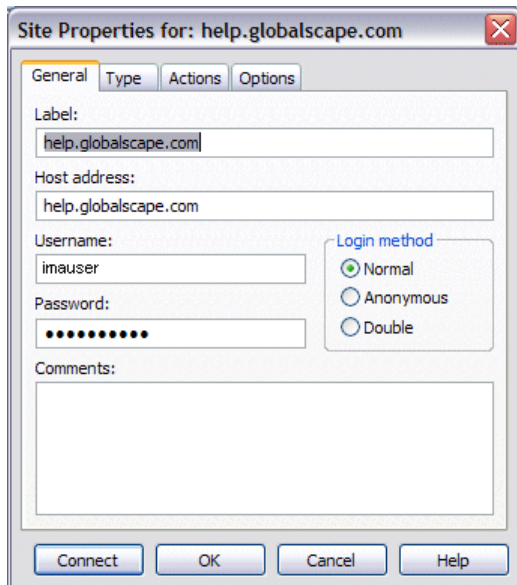 Site Properties for: help.globalscape.com
General Type Actions Options
Label:
help.globalscape.com
Host address:
help.globalscape.com
Username:
imauser
Login method
Normal
Anonymous
Double
Password:
●●●●●●●●●●
Comments:
Connect OK Cancel Help